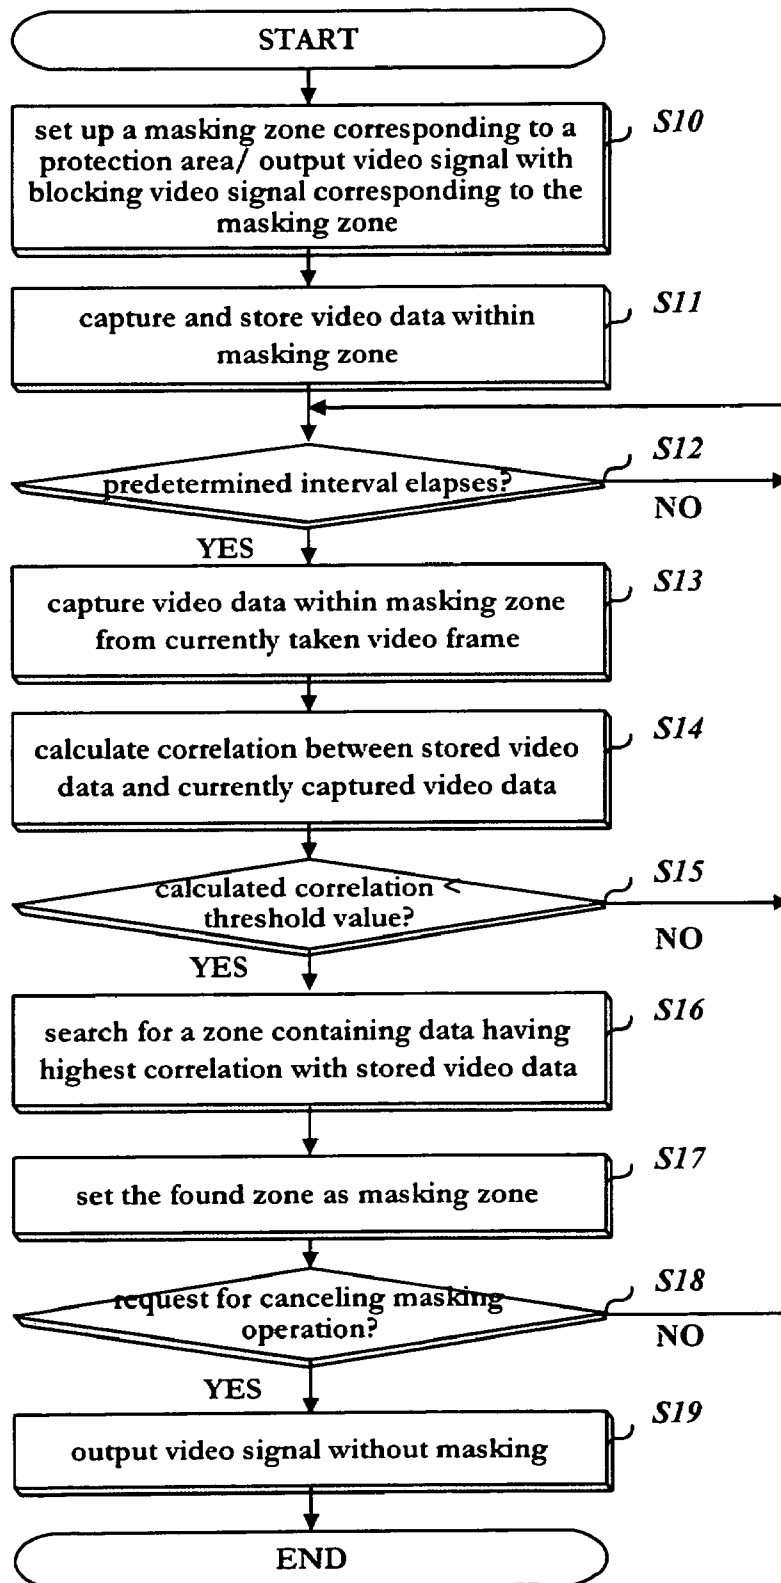 START
set up a masking zone corresponding to a
protection area/ output video signal with
blocking video signal corresponding to the
masking zone
S10
capture and store video data within
masking zone
S11
predetermined interval elapses?
S12
NO
YES
capture video data within masking zone
from currently taken video frame
S13
calculate correlation between stored video
data and currently captured video data
S14
calculated correlation <
threshold value?
S15
NO
YES
search for a zone containing data having
highest correlation with stored video data
S16
set the found zone as masking zone
S17
request for canceling masking
operation?
S18
NO
YES
output video signal without masking
S19
END